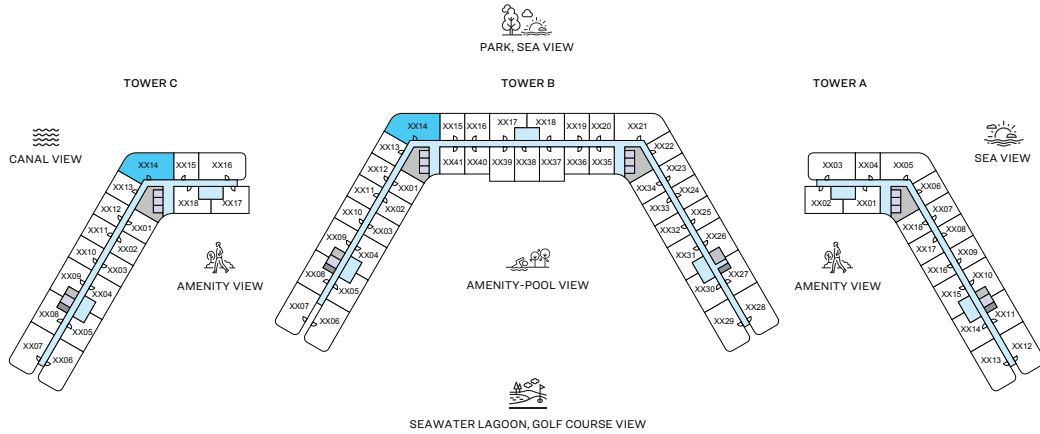 PARK, SEA VIEW
TOWER C
TOWER B
TOWER A
CANAL VIEW
SEA VIEW
XX14
XX15
XX16
XX13
XX12
XX11
XX10
XX09
XX08
XX07
XX06
XX05
XX04
XX03
XX02
XX01
XX18
XX17
AMENITY VIEW
XX14
XX15
XX16
XX17
XX18
XX19
XX20
XX21
XX13
XX12
XX11
XX10
XX09
XX08
XX07
XX06
XX05
XX04
XX03
XX02
XX01
XX41
XX40
XX39
XX38
XX37
XX36
XX35
XX22
XX23
XX24
XX25
XX26
XX27
XX28
XX29
XX30
XX31
XX32
XX33
XX34
AMENITY-POOL VIEW
XX03
XX04
XX05
XX02
XX01
XX06
XX07
XX08
XX09
XX10
XX11
XX12
XX13
XX14
XX15
XX16
XX17
XX18
AMENITY VIEW
SEAWATER LAGOON, GOLF COURSE VIEW